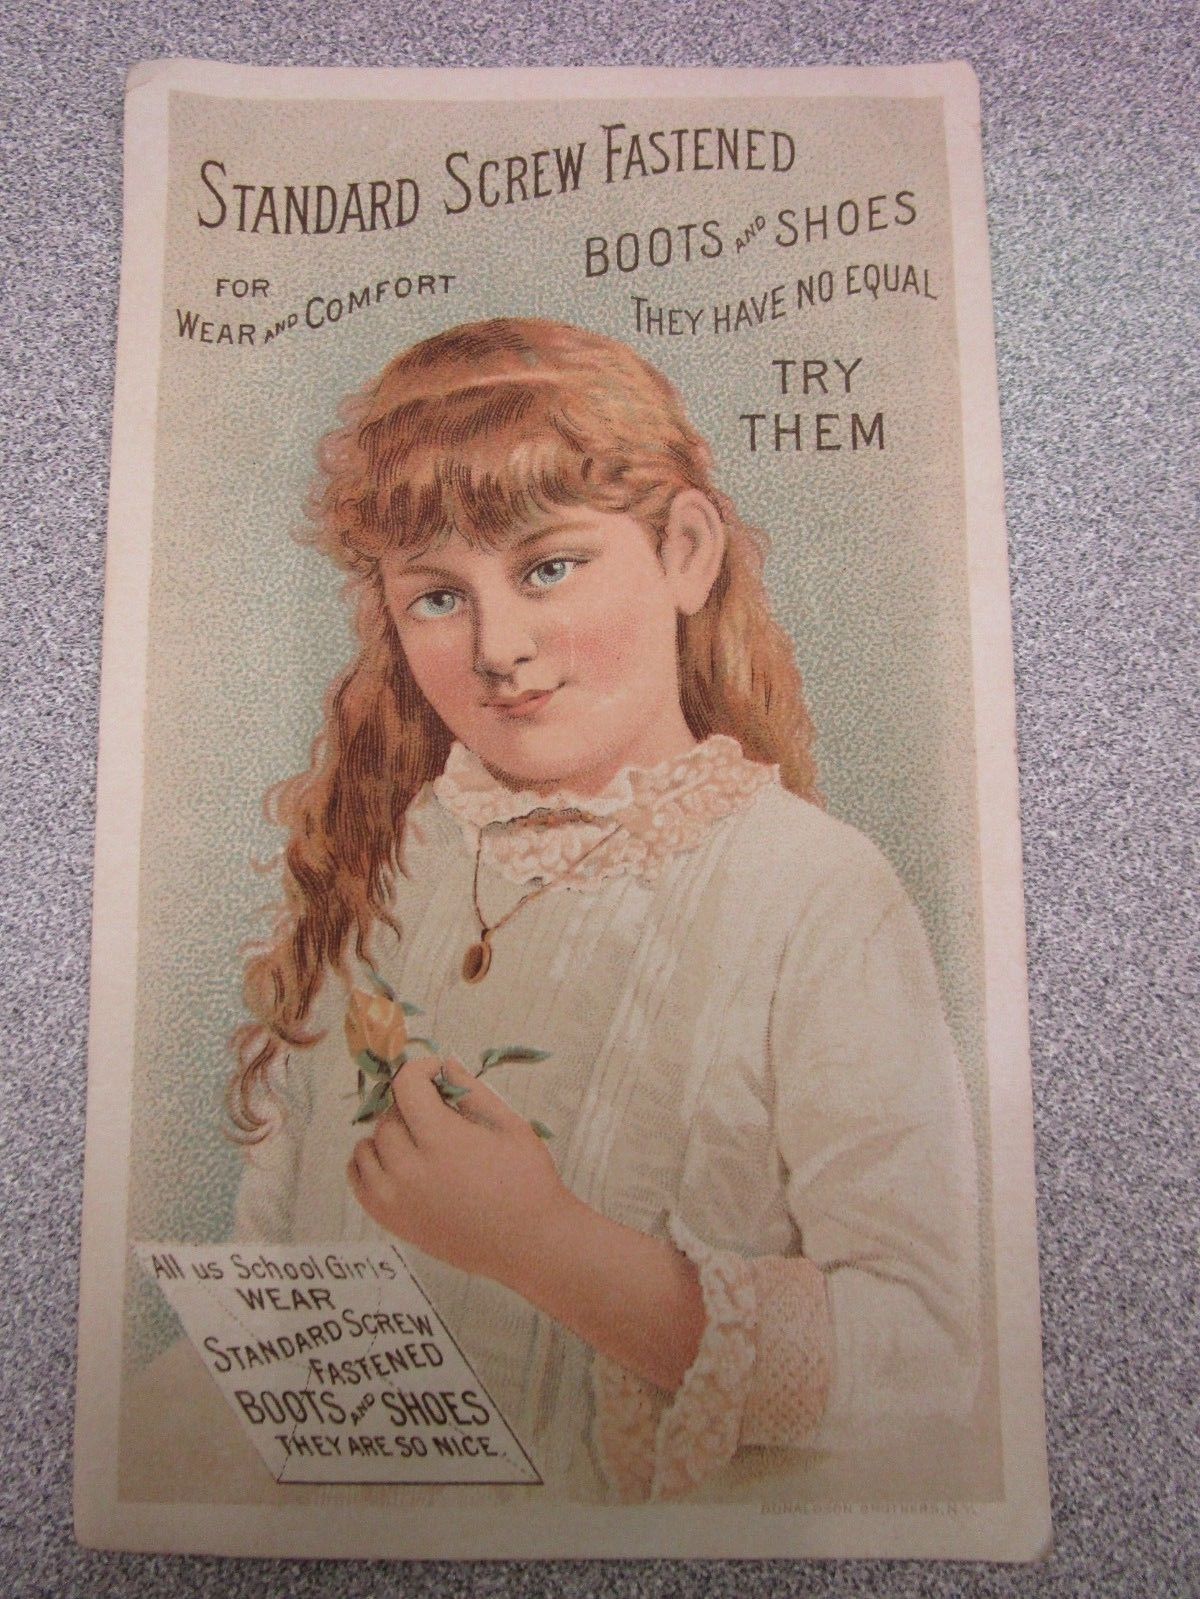 STANDARD SCREW FASTENED
BOOTS AND SHOES
FOR
WEAR AND COMFORT
THEY HAVE NO EQUAL
TRY
THEM
All us School Girls
WEAR
STANDARD SCREW
FASTENED
BOOTS AND SHOES
THEY ARE SO NICE.
DONALDSON BROTHERS, N.Y.